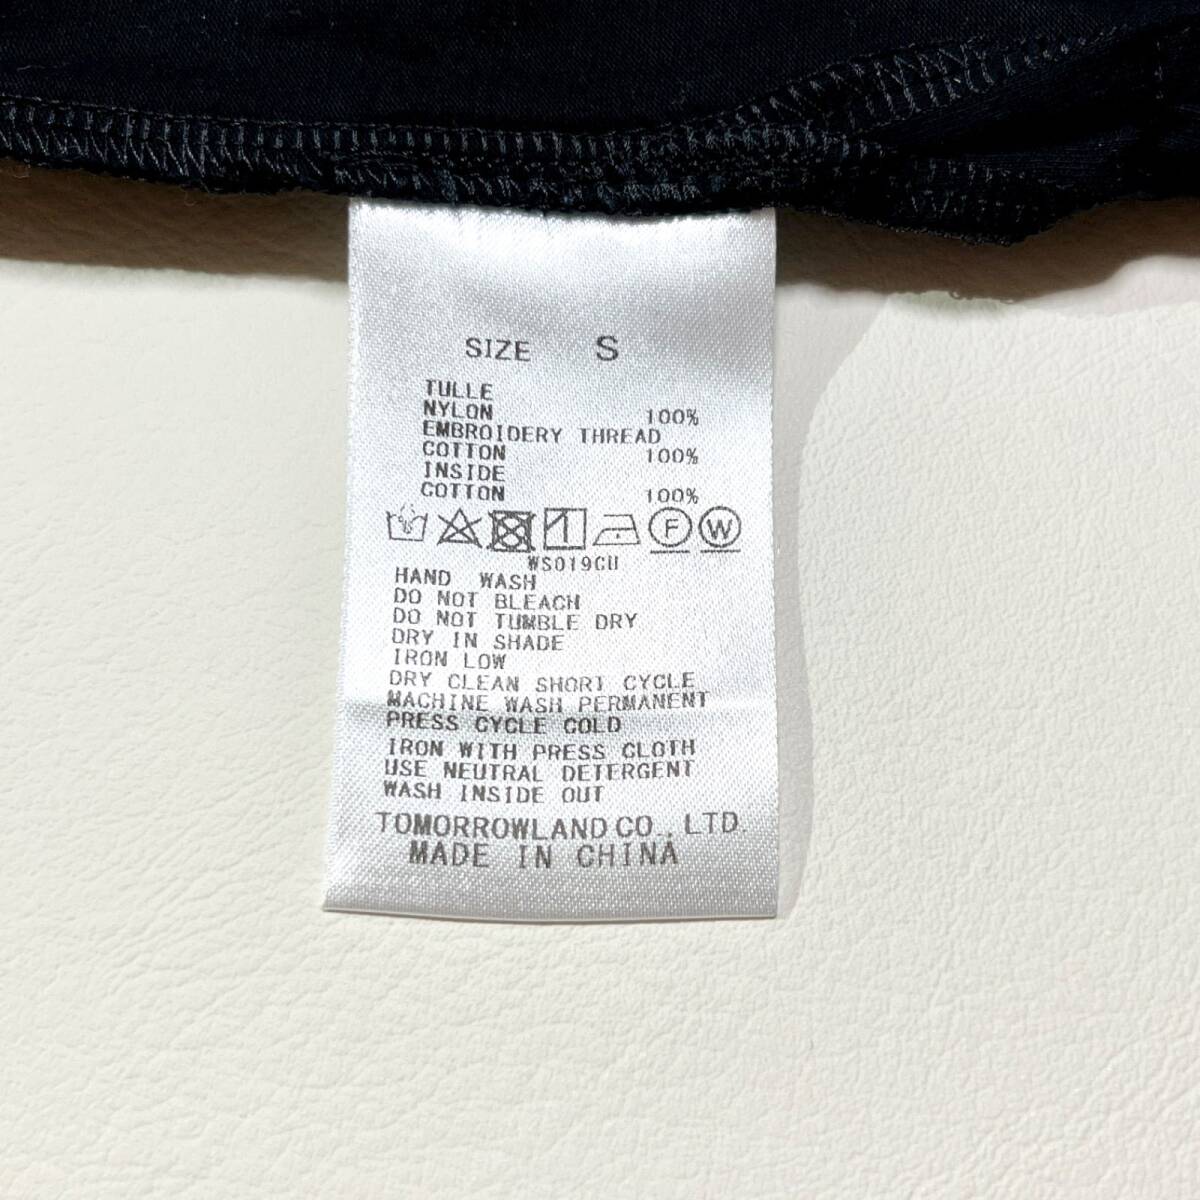 SIZE S
TULLE
NYLON 100%
EMBROIDERY THREAD
COTTON 100%
INSIDE
COTTON 100%
F W
WS019CU
HAND WASH
DO NOT BLEACH
DO NOT TUMBLE DRY
DRY IN SHADE
IRON LOW
DRY CLEAN SHORT CYCLE
MACHINE WASH PERMANENT
PRESS CYCLE COLD
IRON WITH PRESS CLOTH
USE NEUTRAL DETERGENT
WASH INSIDE OUT
TOMORROWLAND CO., LTD.
MADE IN CHINA